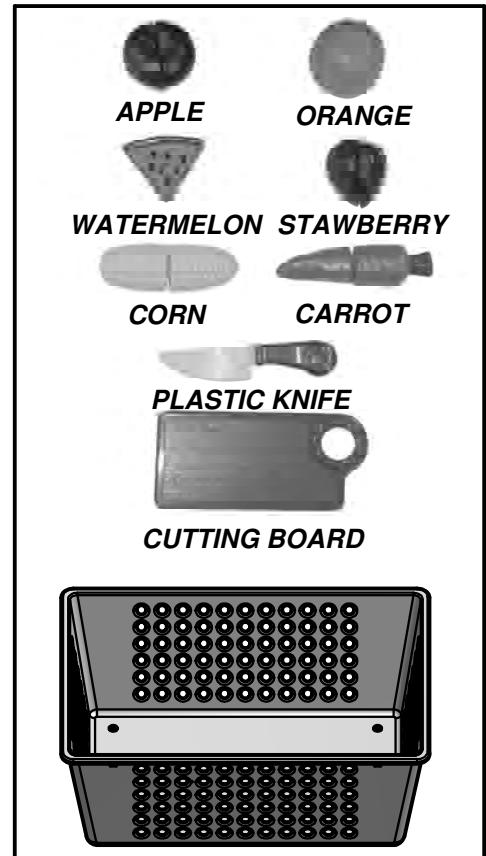 APPLE ORANGE
WATERMELON STAWBERRY
CORN CARROT
PLASTIC KNIFE
CUTTING BOARD